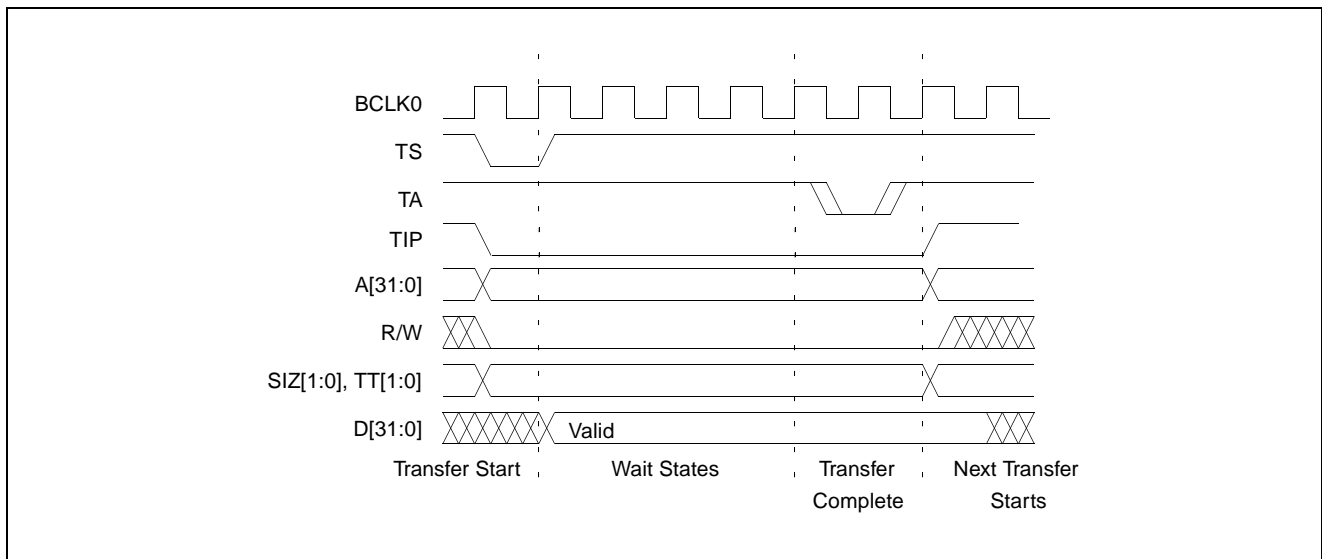 BCLK0
TS
TA
TIP
A[31:0]
R/W
SIZ[1:0], TT[1:0]
D[31:0]
Valid
Transfer Start
Wait States
Transfer
Complete
Next Transfer
Starts